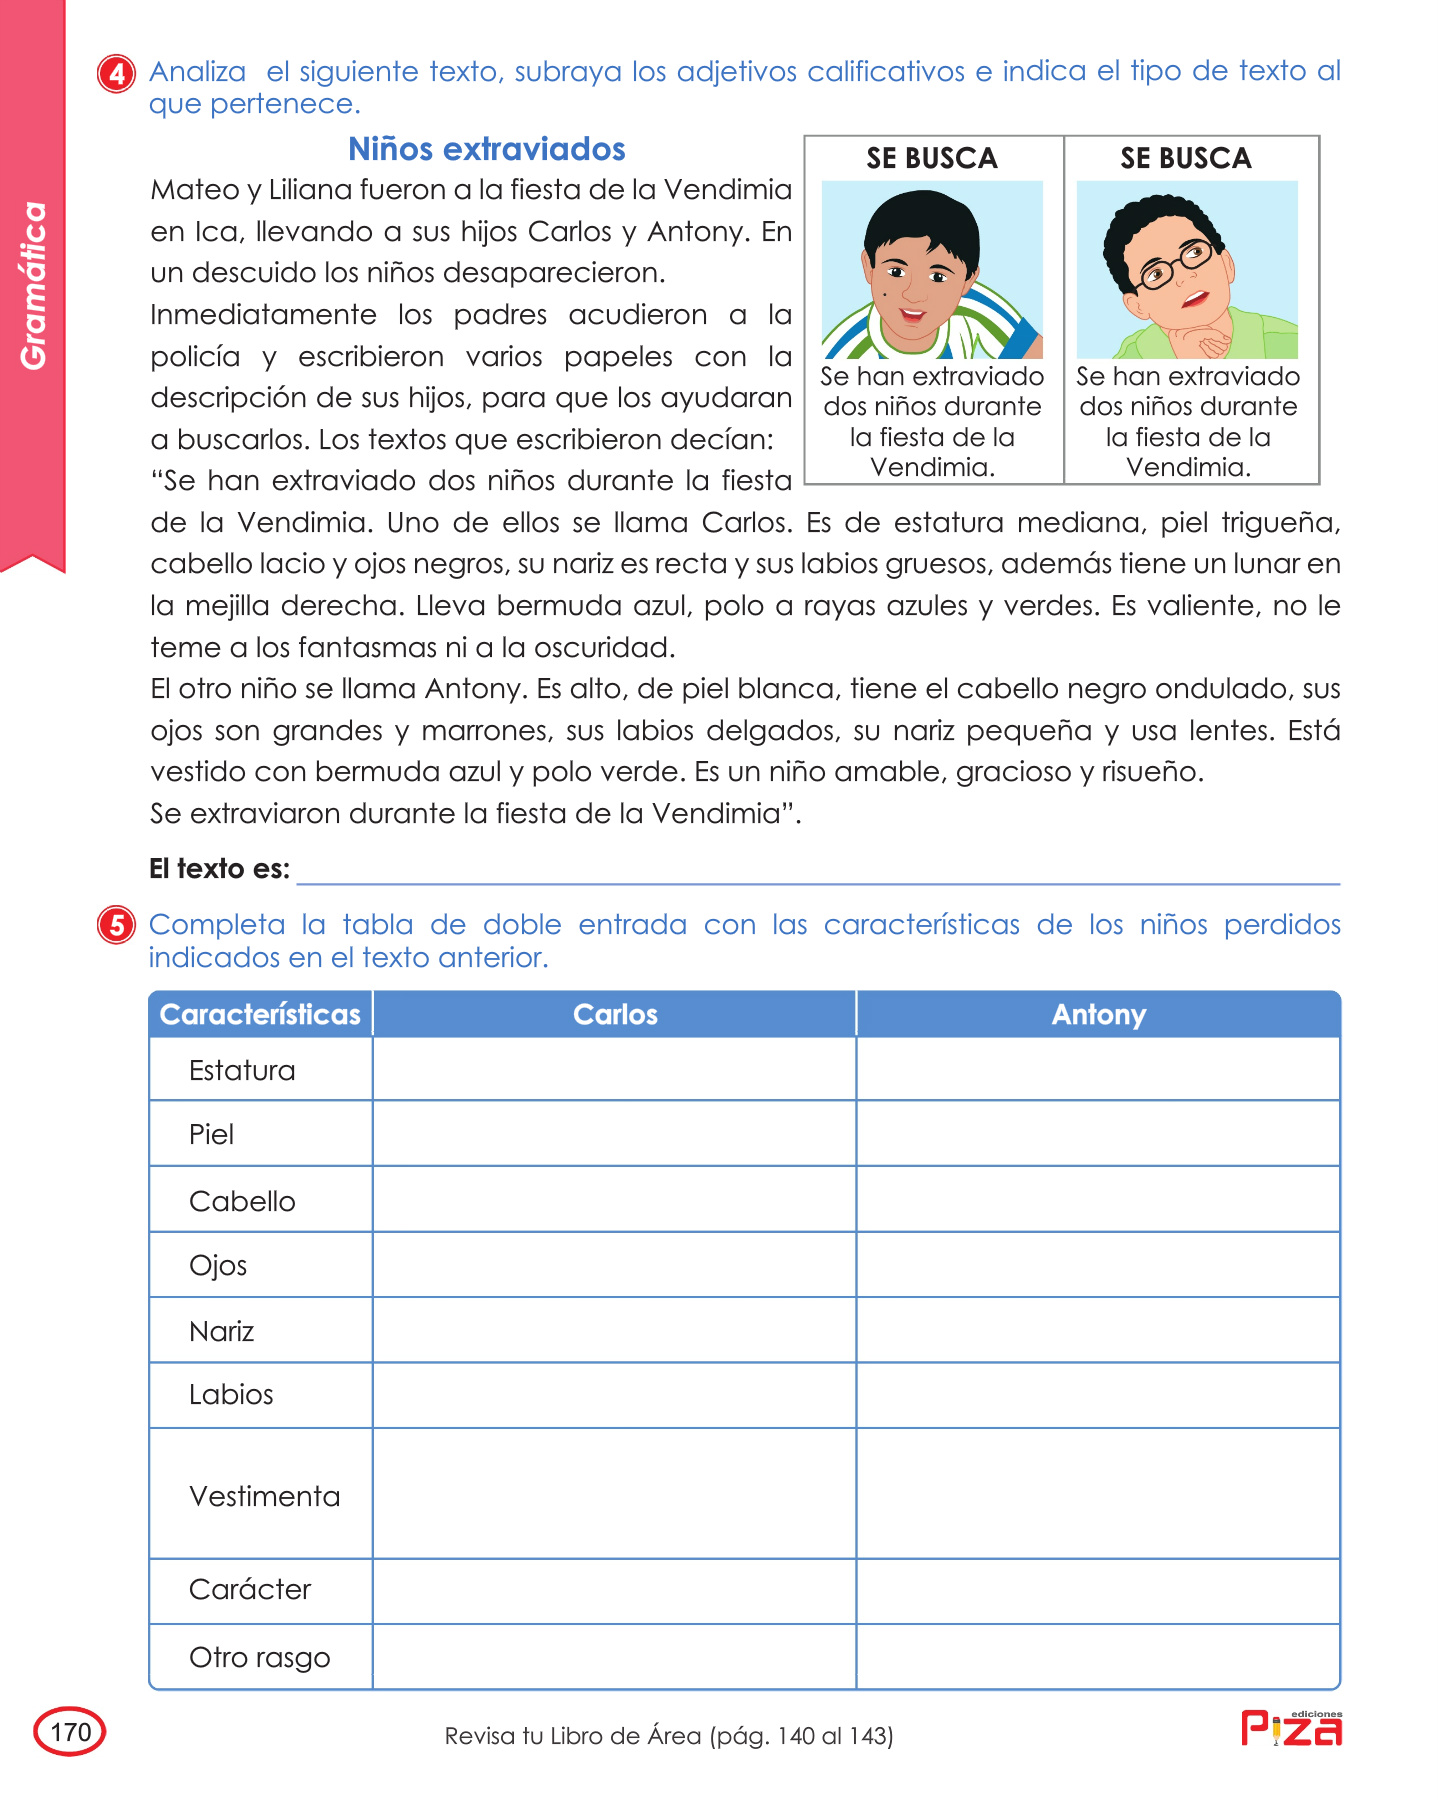 Gramática
4 Analiza el siguiente texto, subraya los adjetivos calificativos e indica el tipo de texto al
que pertenece.
Niños extraviados
Mateo y Liliana fueron a la fiesta de la Vendimia
en Ica, llevando a sus hijos Carlos y Antony. En
un descuido los niños desaparecieron.
Inmediatamente los padres acudieron a la
policía y escribieron varios papeles con la
descripción de sus hijos, para que los ayudaran
a buscarlos. Los textos que escribieron decían:
“Se han extraviado dos niños durante la fiesta
de la Vendimia. Uno de ellos se llama Carlos. Es de estatura mediana, piel trigueña,
cabello lacio y ojos negros, su nariz es recta y sus labios gruesos, además tiene un lunar en
la mejilla derecha. Lleva bermuda azul, polo a rayas azules y verdes. Es valiente, no le
teme a los fantasmas ni a la oscuridad.
El otro niño se llama Antony. Es alto, de piel blanca, tiene el cabello negro ondulado, sus
ojos son grandes y marrones, sus labios delgados, su nariz pequeña y usa lentes. Está
vestido con bermuda azul y polo verde. Es un niño amable, gracioso y risueño.
Se extraviaron durante la fiesta de la Vendimia”.
SE BUSCA
Se han extraviado
dos niños durante
la fiesta de la
Vendimia.
SE BUSCA
Se han extraviado
dos niños durante
la fiesta de la
Vendimia.
El texto es:
5 Completa la tabla de doble entrada con las características de los niños perdidos
indicados en el texto anterior.
Características Carlos Antony
Estatura
Piel
Cabello
Ojos
Nariz
Labios
Vestimenta
Carácter
Otro rasgo
170
Revisa tu Libro de Área (pág. 140 al 143)
ediciones
Piza